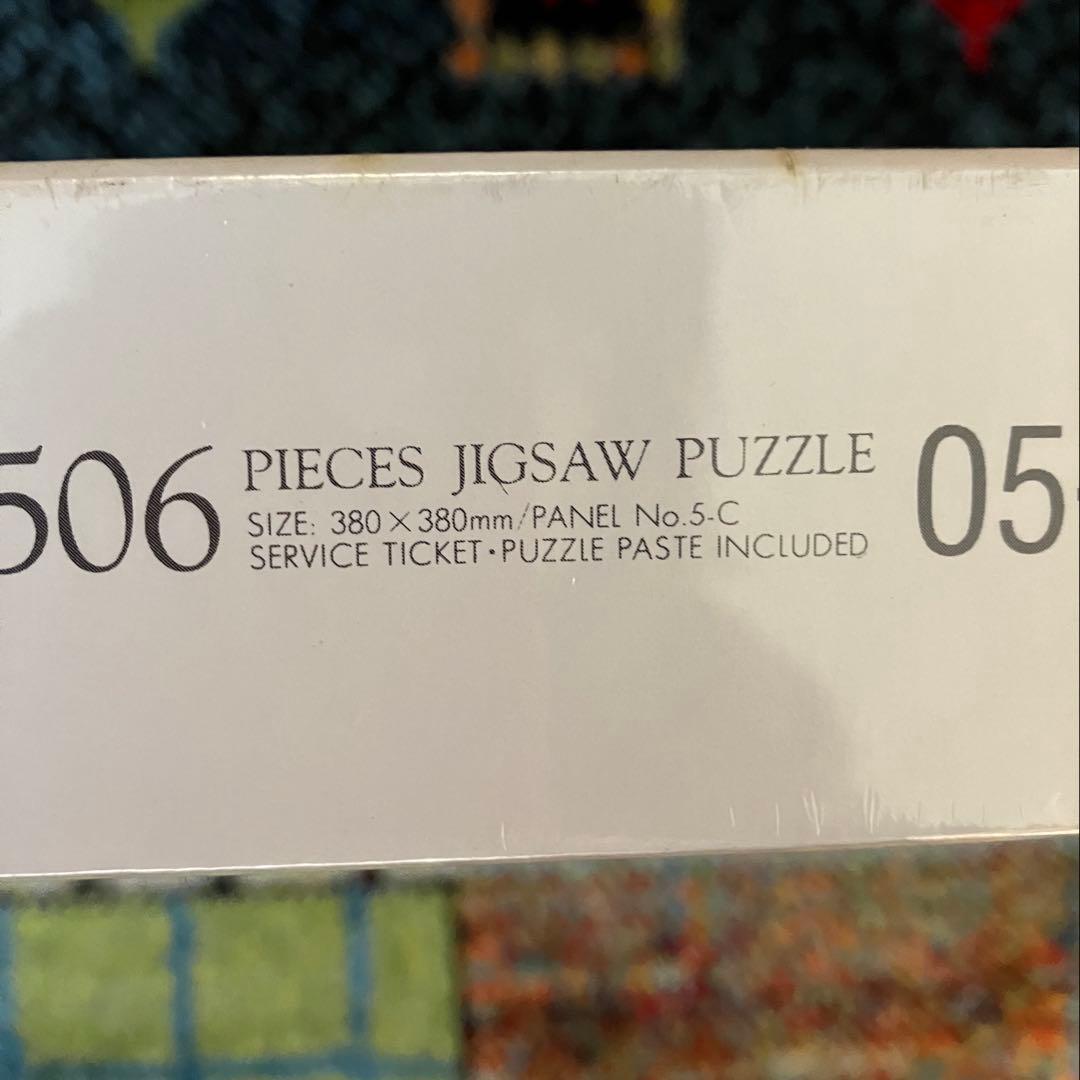 506
PIECES JIGSAW PUZZLE
SIZE: 380×380mm/PANEL No.5-C
SERVICE TICKET・PUZZLE PASTE INCLUDED
05